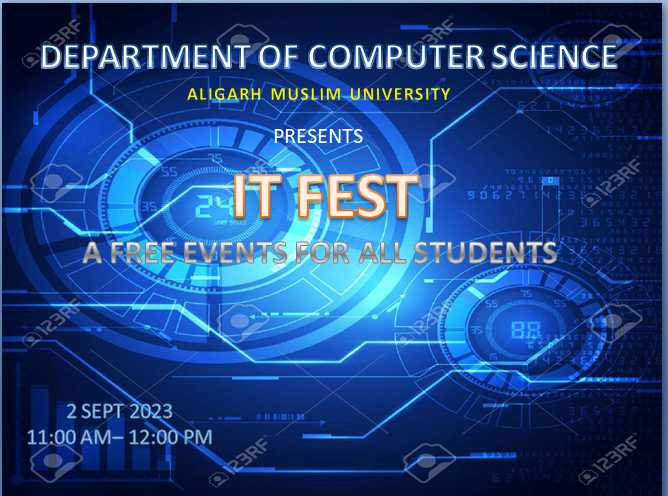 DEPARTMENT OF COMPUTER SCIENCE
ALIGARH MUSLIM UNIVERSITY
PRESENTS
IT FEST
A FREE EVENTS FOR ALL STUDENTS
2 SEPT 2023
11:00 AM– 12:00 PM
123RF